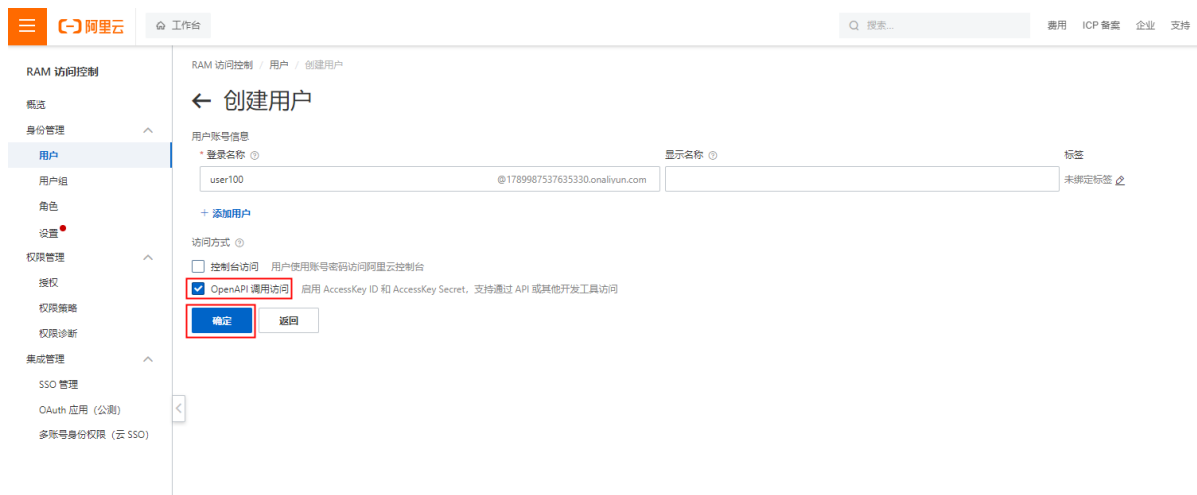 阿里云 工作台 搜索... 费用 ICP 备案 企业 支持
RAM 访问控制
概览
身份管理
用户
用户组
角色
设置
权限管理
授权
权限策略
权限诊断
集成管理
SSO 管理
OAuth 应用（公测）
多账号身份权限（云 SSO）
RAM 访问控制 / 用户 / 创建用户
创建用户
用户账号信息
* 登录名称 显示名称 标签
user100 @1789987537635330.onaliyun.com 未绑定标签
+ 添加用户
访问方式
控制台访问 用户使用账号密码访问阿里云控制台
OpenAPI 调用访问 启用 AccessKey ID 和 AccessKey Secret，支持通过 API 或其他开发工具访问
确定 返回